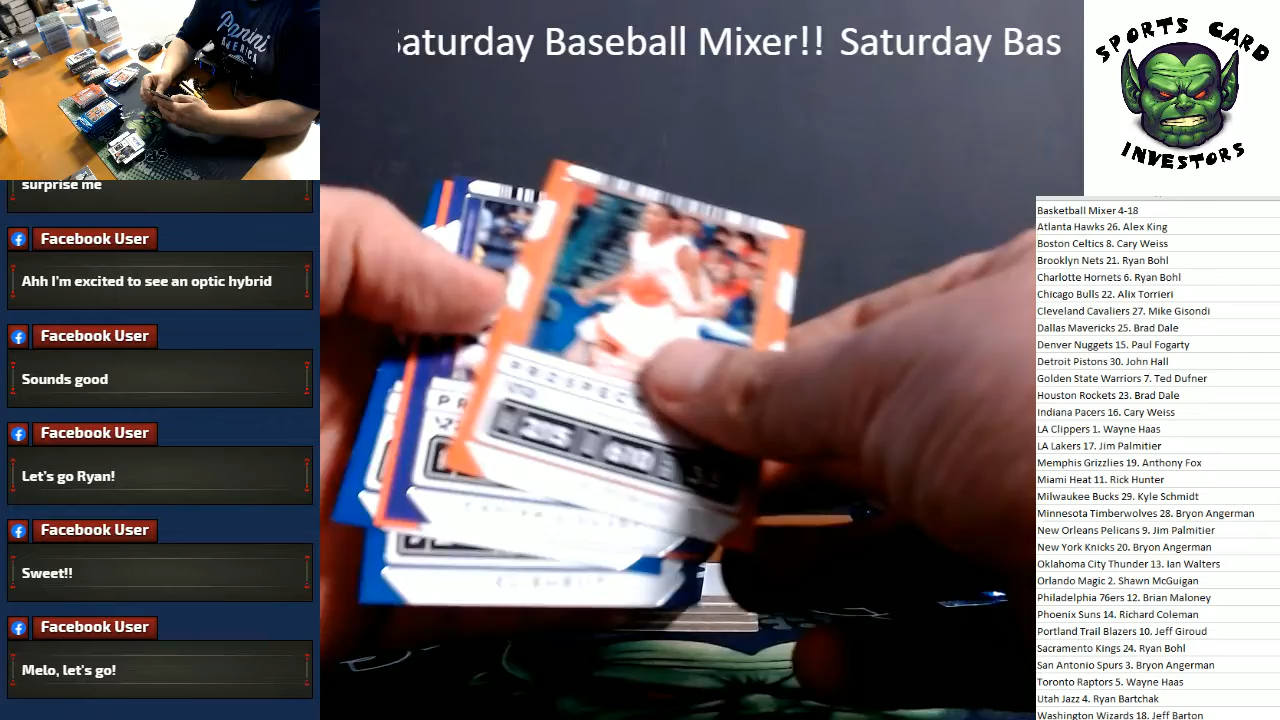 Panini
AMERICA
Saturday Baseball Mixer!! Saturday Bas
SPORTS CARD
INVESTORS
surprise me
Facebook User
Ahh I'm excited to see an optic hybrid
Facebook User
Sounds good
Facebook User
Let's go Ryan!
Facebook User
Sweet!!
Facebook User
Melo, let's go!
PROSPEC
Basketball Mixer 4-18
Atlanta Hawks 26. Alex King
Boston Celtics 8. Cary Weiss
Brooklyn Nets 21. Ryan Bohl
Charlotte Hornets 6. Ryan Bohl
Chicago Bulls 22. Alix Torrieri
Cleveland Cavaliers 27. Mike Gisondi
Dallas Mavericks 25. Brad Dale
Denver Nuggets 15. Paul Fogarty
Detroit Pistons 30. John Hall
Golden State Warriors 7. Ted Dufner
Houston Rockets 23. Brad Dale
Indiana Pacers 16. Cary Weiss
LA Clippers 1. Wayne Haas
LA Lakers 17. Jim Palmitier
Memphis Grizzlies 19. Anthony Fox
Miami Heat 11. Rick Hunter
Milwaukee Bucks 29. Kyle Schmidt
Minnesota Timberwolves 28. Bryon Angerman
New Orleans Pelicans 9. Jim Palmitier
New York Knicks 20. Bryon Angerman
Oklahoma City Thunder 13. Ian Walters
Orlando Magic 2. Shawn McGuigan
Philadelphia 76ers 12. Brian Maloney
Phoenix Suns 14. Richard Coleman
Portland Trail Blazers 10. Jeff Giroud
Sacramento Kings 24. Ryan Bohl
San Antonio Spurs 3. Bryon Angerman
Toronto Raptors 5. Wayne Haas
Utah Jazz 4. Ryan Bartchak
Washington Wizards 18. Jeff Barton